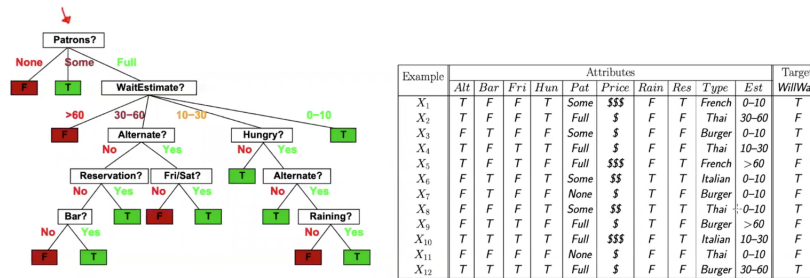 Patrons?
None Some Full
F T WaitEstimate?
>60 30–60 10–30 0–10
F Alternate? Hungry? T
No Yes No Yes
Reservation? Fri/Sat? T Alternate?
No Yes No Yes No Yes
Bar? T F T T Raining?
No Yes No Yes
F T F T
Example Attributes Target
Alt Bar Fri Hun Pat Price Rain Res Type Est WillWa
X1 T F F T Some $$$ F T French 0–10 T
X2 T F F T Full $ F F Thai 30–60 F
X3 F T F F Some $ F F Burger 0–10 T
X4 T F T T Full $ F F Thai 10–30 T
X5 T F T F Full $$$ F T French >60 F
X6 F T F T Some $$ T T Italian 0–10 T
X7 F T F F None $ T F Burger 0–10 F
X8 F F F T Some $$ T T Thai 0–10 T
X9 F T T F Full $ T F Burger >60 F
X10 T T T T Full $$$ F T Italian 10–30 F
X11 F F F F None $ F F Thai 0–10 F
X12 T T T T Full $ F F Burger 30–60 T